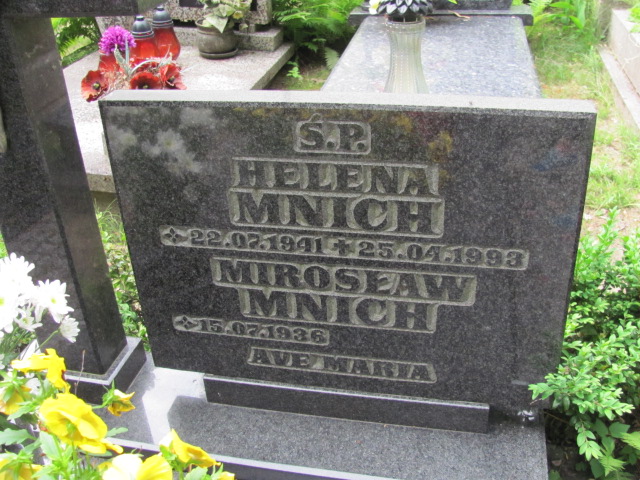 Ś.P.
HELENA
MNICH
✣ 22.07.1941 ✝ 25.04.1993
MIROSŁAW
MNICH
✣ 15.07.1936
AVE MARIA